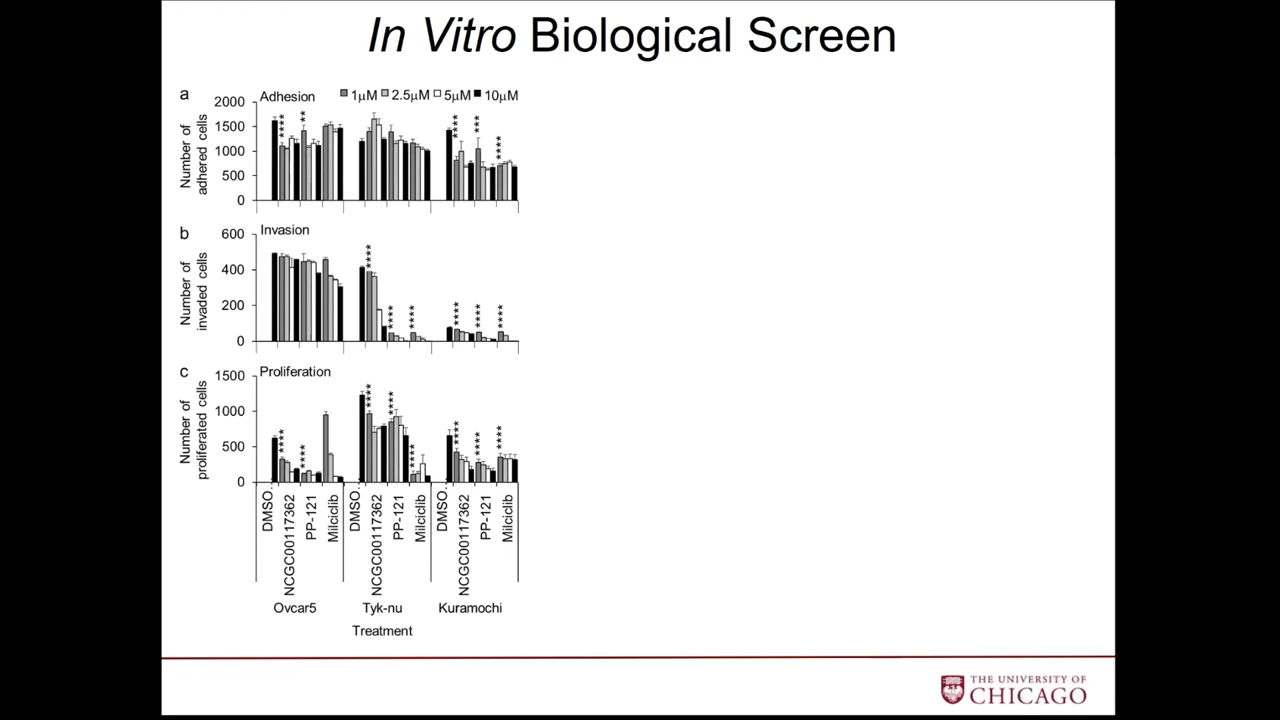 In Vitro Biological Screen
a
Adhesion
1µM 2.5µM 5µM 10µM
Number of
adhered cells
2000
1500
1000
500
0
**** ** **** *** ****
b
Invasion
Number of
invaded cells
600
400
200
0
**** **** **** **** **** ****
c
Proliferation
Number of
proliferated cells
1500
1000
500
0
**** **** **** **** **** **** **** ****
DMSO. NCGC00117362 PP-121 Milciclib DMSO. NCGC00117362 PP-121 Milciclib DMSO. NCGC00117362 PP-121 Milciclib
Ovcar5 Tyk-nu Kuramochi
Treatment
THE UNIVERSITY OF
CHICAGO